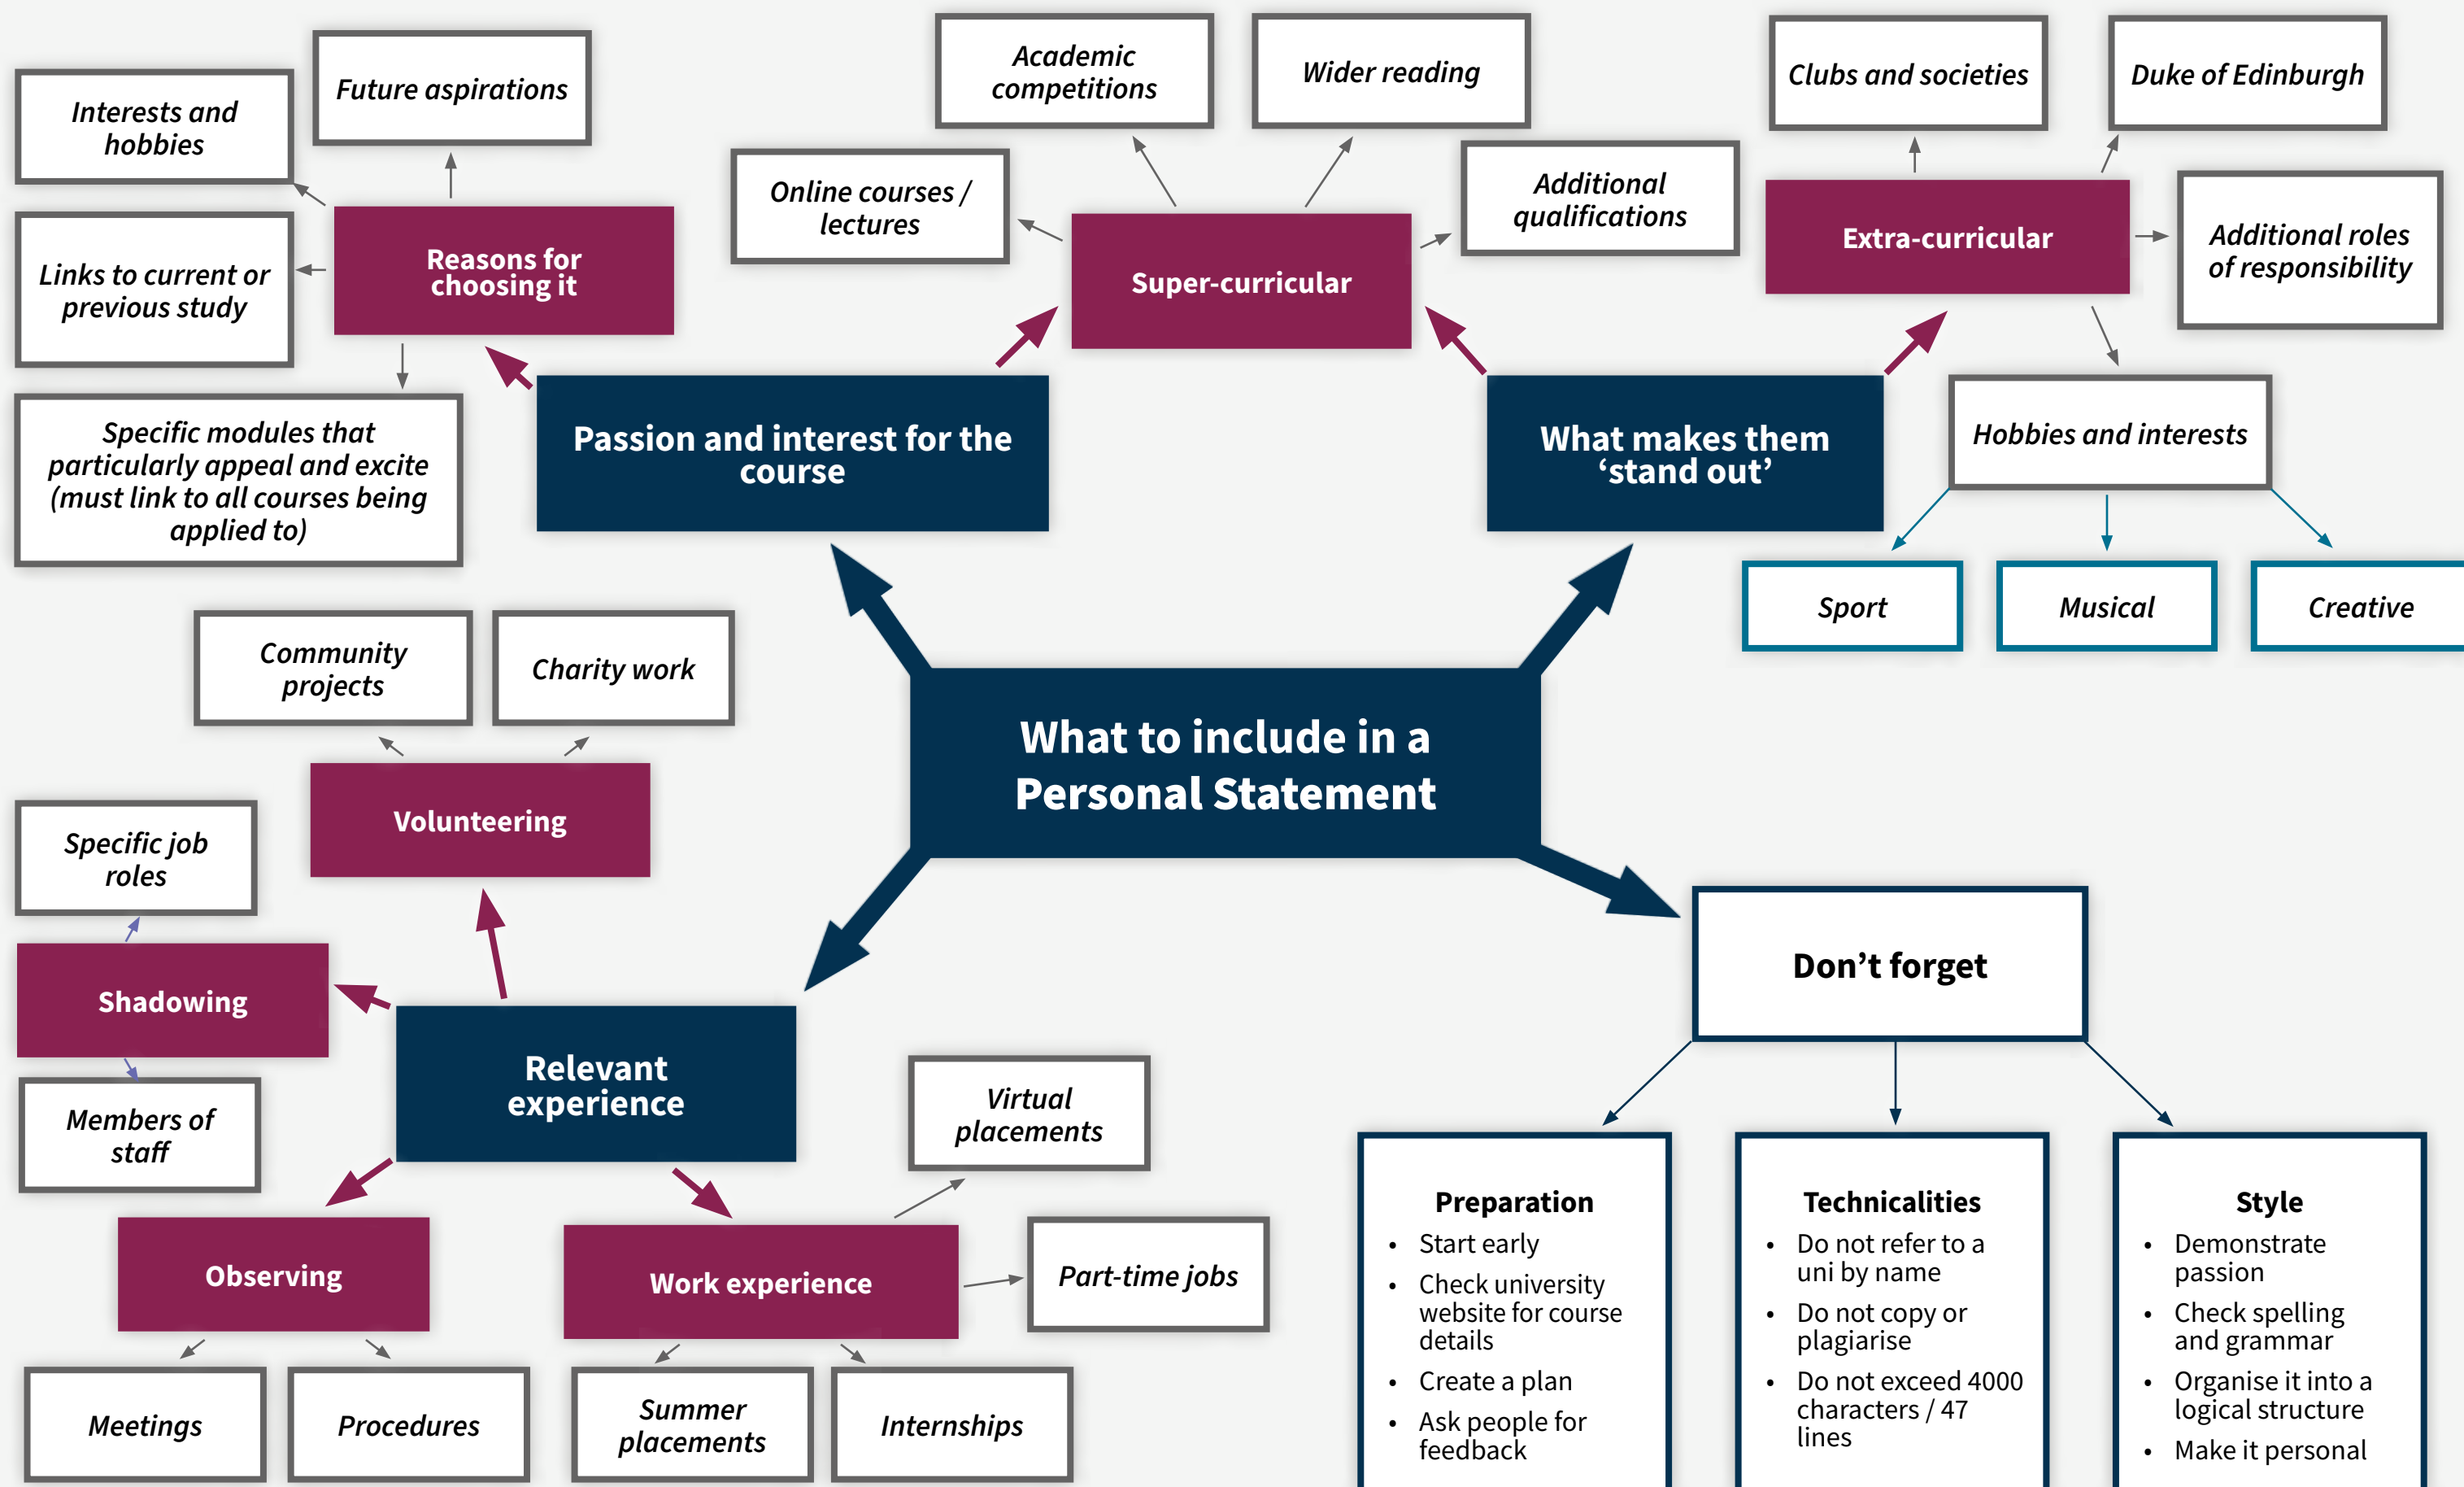 Interests and
hobbies
Future aspirations
Links to current or
previous study
Reasons for
choosing it
Specific modules that
particularly appeal and excite
(must link to all courses being
applied to)
Academic
competitions
Wider reading
Online courses /
lectures
Additional
qualifications
Super-curricular
Clubs and societies
Duke of Edinburgh
Extra-curricular
Additional roles
of responsibility
Passion and interest for the
course
What makes them
‘stand out’
Hobbies and interests
Sport
Musical
Creative
What to include in a
Personal Statement
Community
projects
Charity work
Volunteering
Specific job
roles
Shadowing
Members of
staff
Relevant
experience
Virtual
placements
Observing
Work experience
Part-time jobs
Meetings
Procedures
Summer
placements
Internships
Don’t forget
Preparation
• Start early
• Check university
website for course
details
• Create a plan
• Ask people for
feedback
Technicalities
• Do not refer to a
uni by name
• Do not copy or
plagiarise
• Do not exceed 4000
characters / 47
lines
Style
• Demonstrate
passion
• Check spelling
and grammar
• Organise it into a
logical structure
• Make it personal